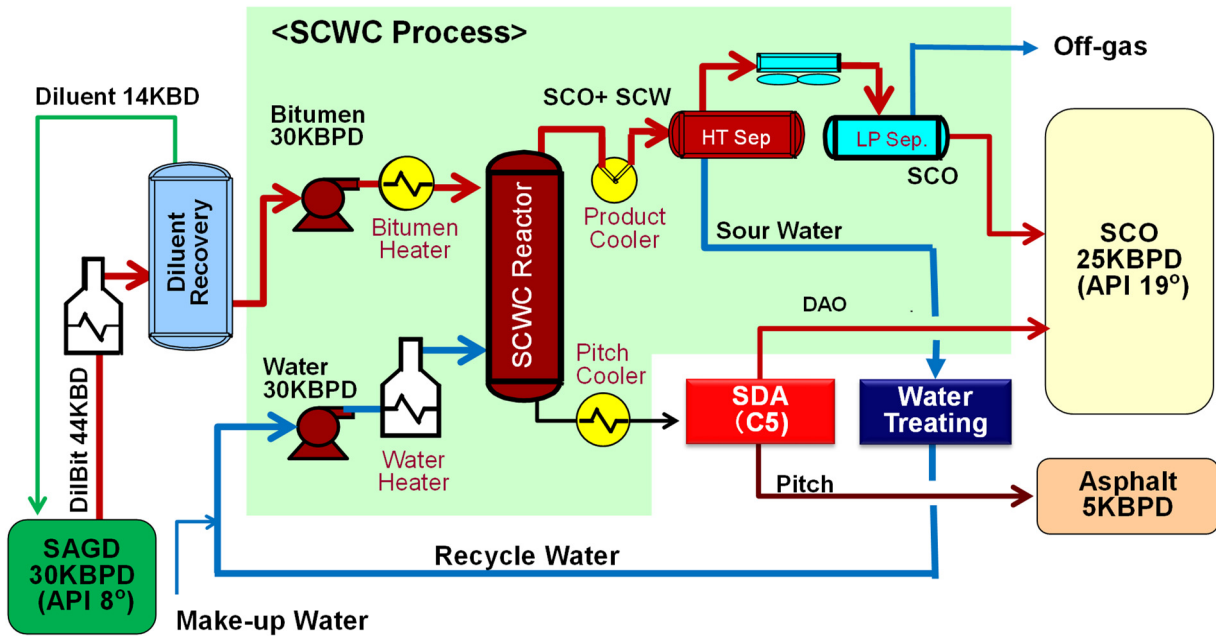 <SCWC Process>
Off-gas
Diluent 14KBD
Bitumen
30KBPD
SCO+ SCW
HT Sep
LP Sep.
SCO
Diluent
Recovery
Bitumen
Heater
SCWC Reactor
Product
Cooler
Sour Water
SCO
25KBPD
(API 19º)
DAO
DilBit 44KBD
Water
30KBPD
Pitch
Cooler
SDA
(C5)
Water
Treating
Water
Heater
Pitch
Asphalt
5KBPD
SAGD
30KBPD
(API 8º)
Recycle Water
Make-up Water